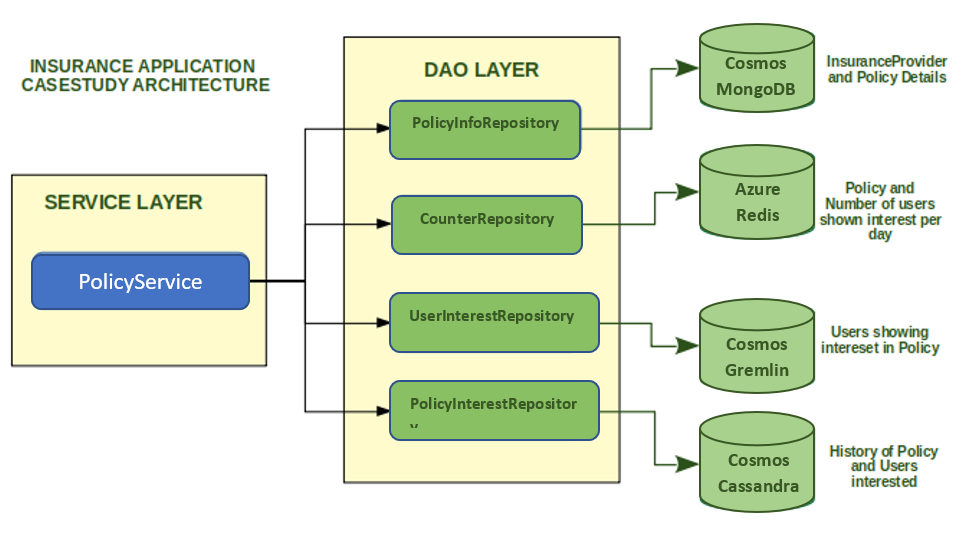 INSURANCE APPLICATION
CASESTUDY ARCHITECTURE
SERVICE LAYER
PolicyService
DAO LAYER
PolicyInfoRepository
CounterRepository
UserInterestRepository
PolicyInterestRepositor
y
Cosmos
MongoDB
InsuranceProvider
and Policy Details
Azure
Redis
Policy and
Number of users
shown interest per
day
Cosmos
Gremlin
Users showing
intereset in Policy
Cosmos
Cassandra
History of Policy
and Users
interested